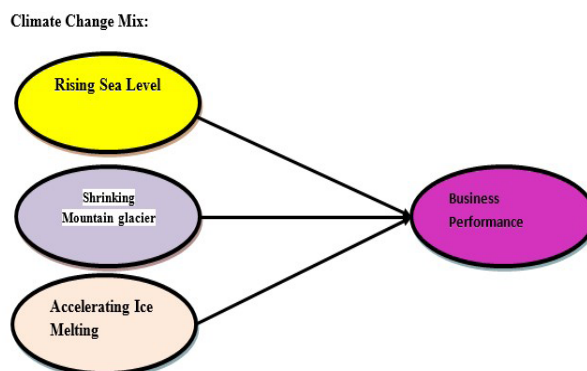 Climate Change Mix:
Rising Sea Level
Shrinking
Mountain glacier
Business
Performance
Accelerating Ice
Melting